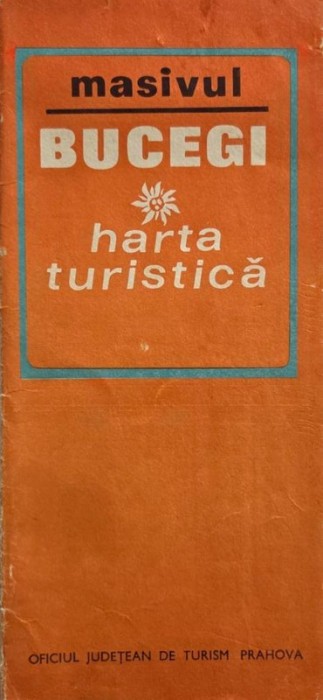 masivul
BUCEGI
harta
turistică
OFICIUL JUDEȚEAN DE TURISM PRAHOVA